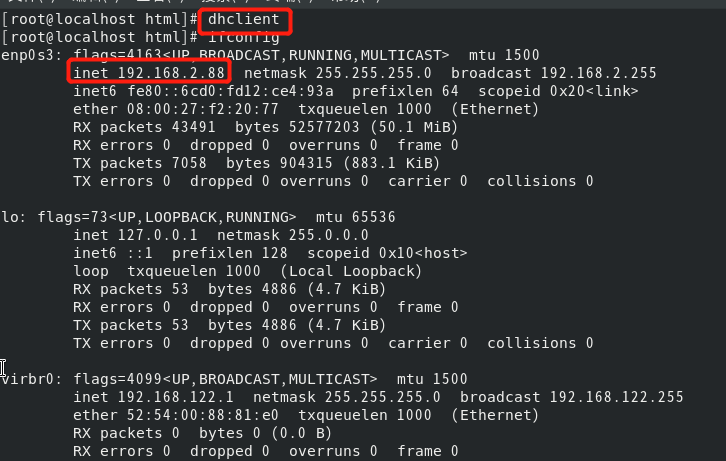 [root@localhost html]# dhclient
[root@localhost html]# ifconfig
enp0s3: flags=4163<UP,BROADCAST,RUNNING,MULTICAST>  mtu 1500
        inet 192.168.2.88  netmask 255.255.255.0  broadcast 192.168.2.255
        inet6 fe80::6cd0:fd12:ce4:93a  prefixlen 64  scopeid 0x20<link>
        ether 08:00:27:f2:20:77  txqueuelen 1000  (Ethernet)
        RX packets 43491  bytes 52577203 (50.1 MiB)
        RX errors 0  dropped 0  overruns 0  frame 0
        TX packets 7058  bytes 904315 (883.1 KiB)
        TX errors 0  dropped 0 overruns 0  carrier 0  collisions 0

lo: flags=73<UP,LOOPBACK,RUNNING>  mtu 65536
        inet 127.0.0.1  netmask 255.0.0.0
        inet6 ::1  prefixlen 128  scopeid 0x10<host>
        loop  txqueuelen 1000  (Local Loopback)
        RX packets 53  bytes 4886 (4.7 KiB)
        RX errors 0  dropped 0  overruns 0  frame 0
        TX packets 53  bytes 4886 (4.7 KiB)
        TX errors 0  dropped 0 overruns 0  carrier 0  collisions 0

virbr0: flags=4099<UP,BROADCAST,MULTICAST>  mtu 1500
        inet 192.168.122.1  netmask 255.255.255.0  broadcast 192.168.122.255
        ether 52:54:00:88:81:e0  txqueuelen 1000  (Ethernet)
        RX packets 0  bytes 0 (0.0 B)
        RX errors 0  dropped 0  overruns 0  frame 0